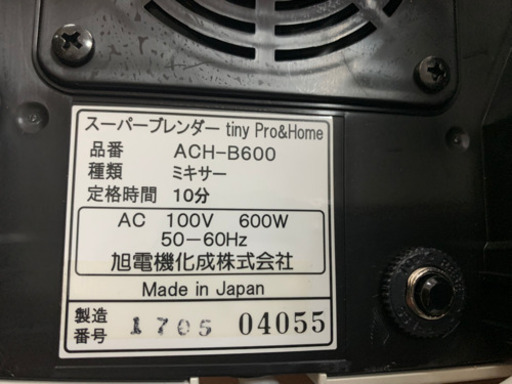 スーパーブレンダー tiny Pro&Home
品番 ACH-B600
種類 ミキサー
定格時間 10分
AC 100V 600W
50-60Hz
旭電機化成株式会社
Made in Japan
製造番号 1705 04055